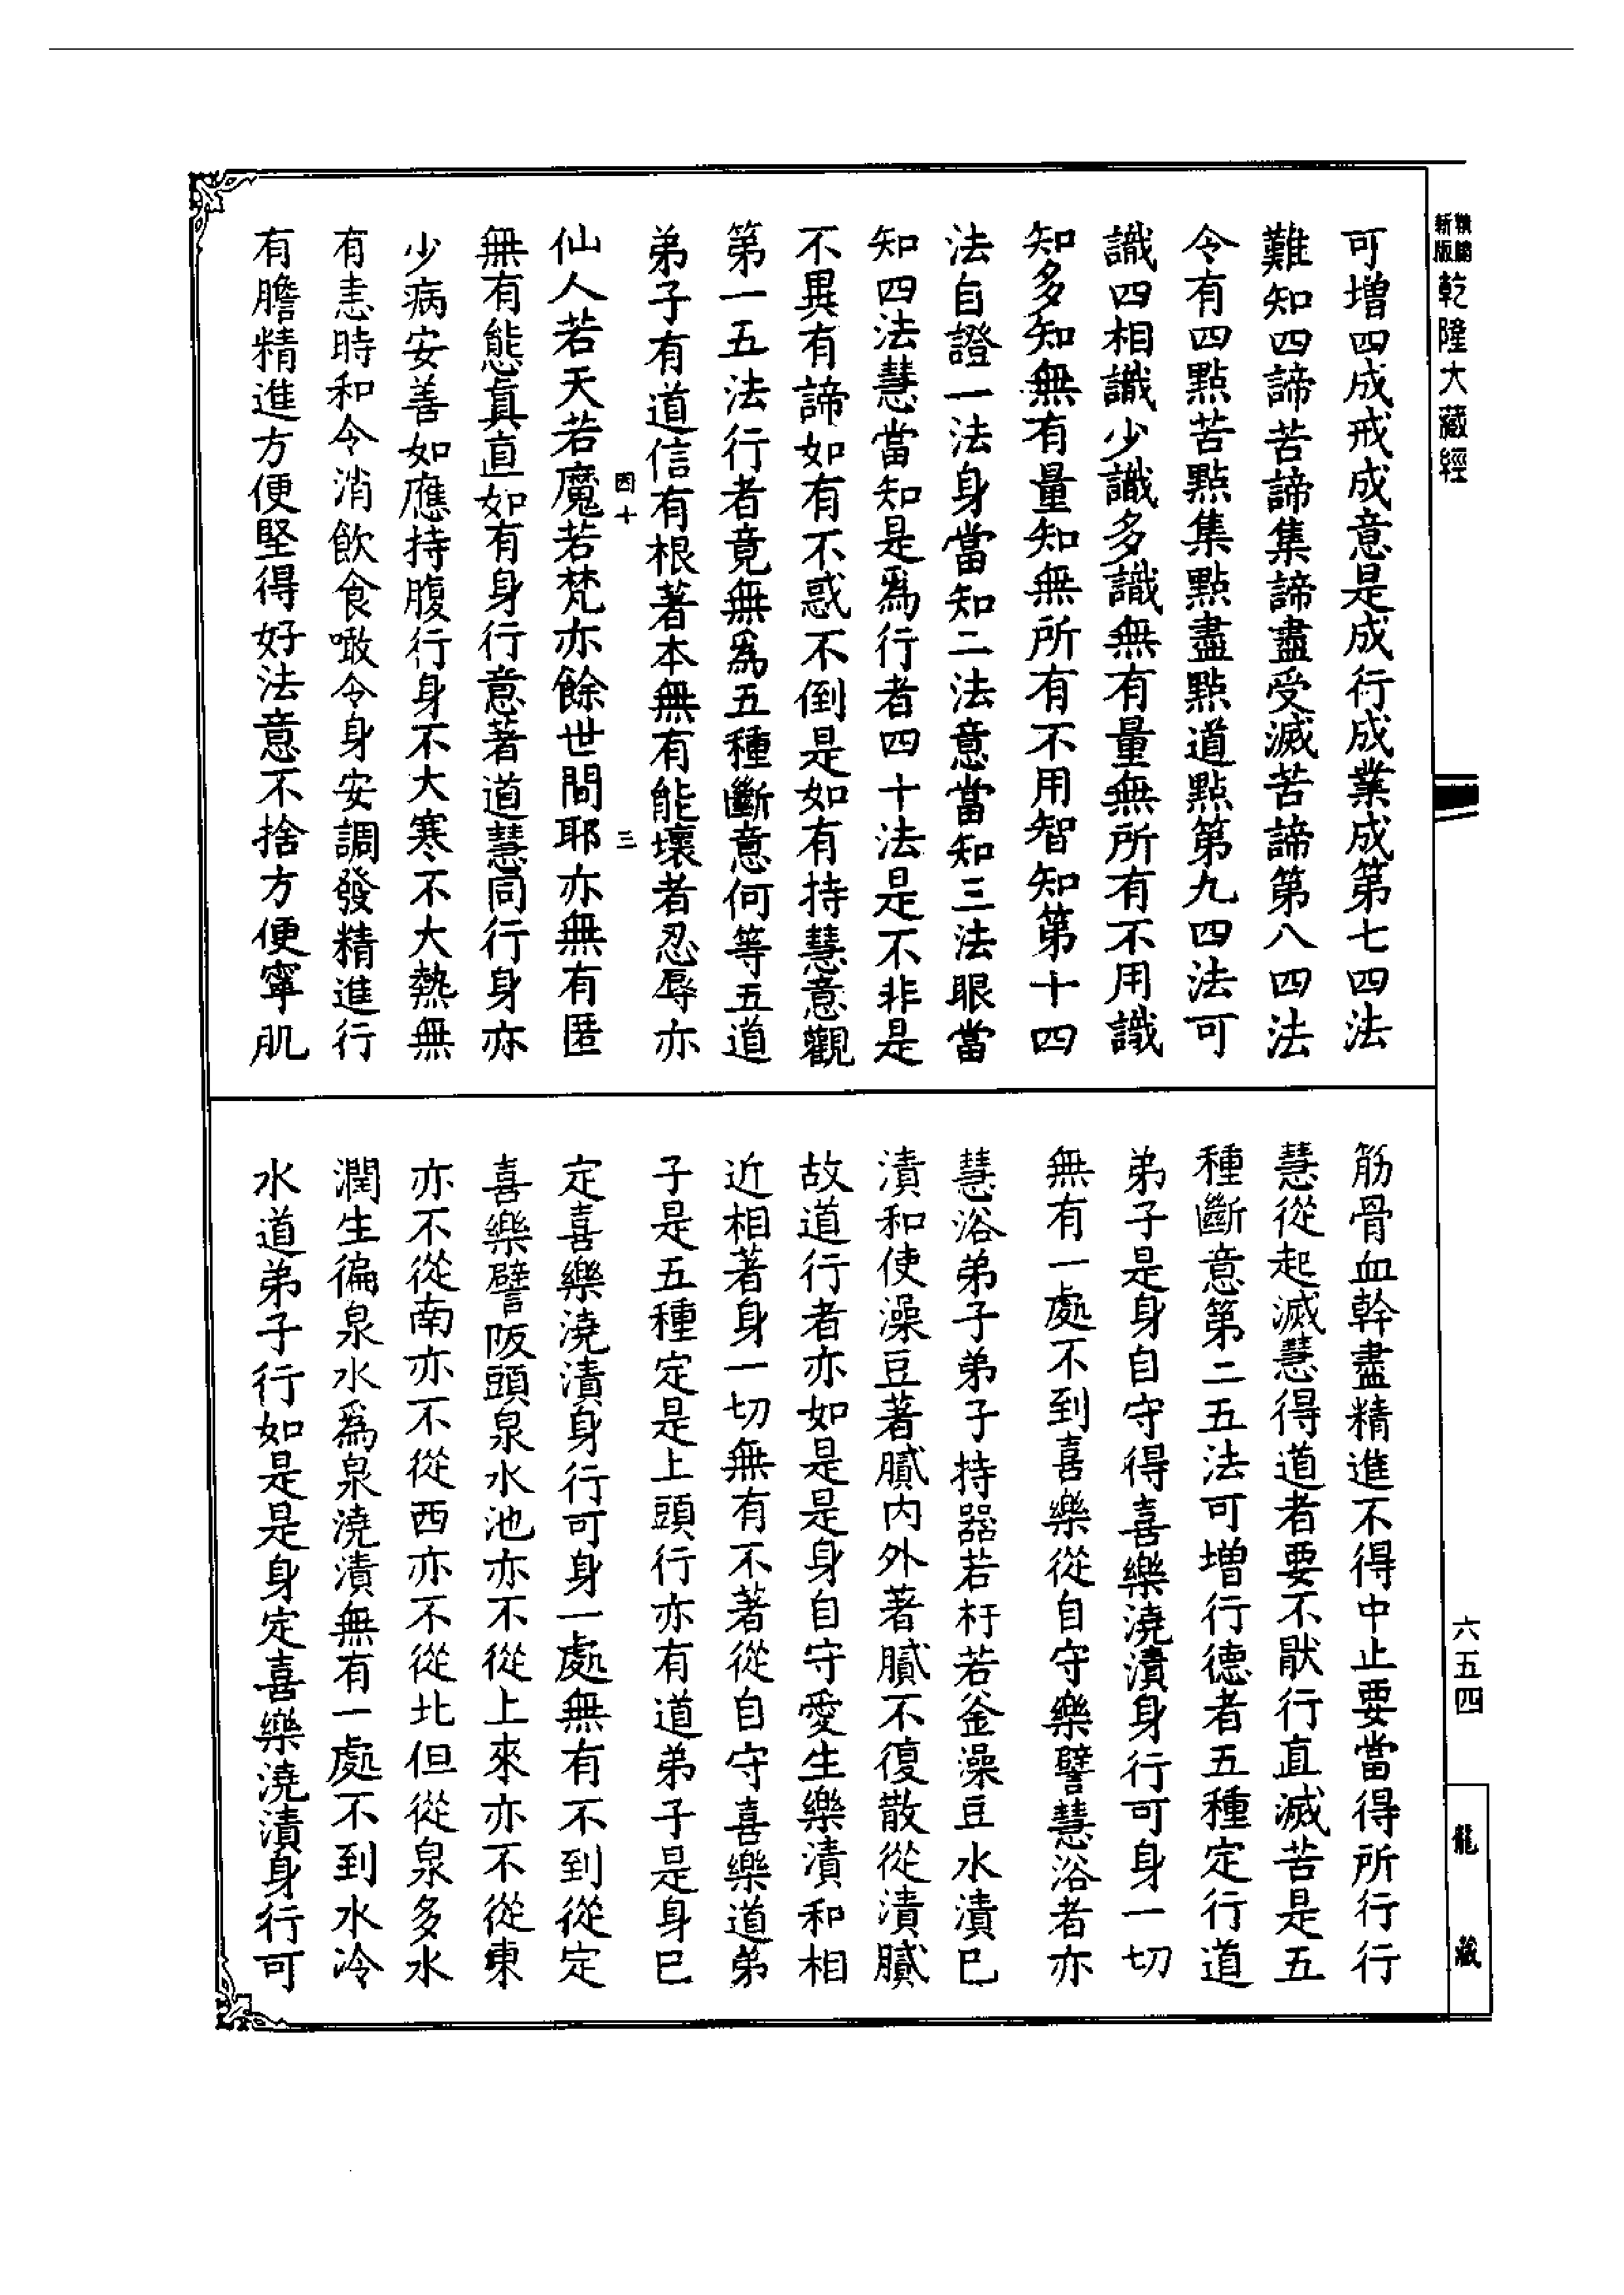 新版
乾隆大藏經
可增四成戒成意是成行成業成第七四法
難知四諦苦諦集諦盡受滅苦諦第八四法
令有四點苦點集點盡點道點第九四法可
識四相識少識多識無有量無所有不用識
知多知無有量知無所有不用智知第十四
法自證一法身當知二法意當知三法眼當
知四法慧當知是為行者四十法是不非是
不異有諦如有不惑不倒是如有持慧意觀
第一五法行者竟無為五種斷意何等五道
弟子有道信有根著本無有能壞者忍辱亦
十
三
仙人若天若魔若梵亦餘世間耶亦無有匿
無有態真直如有身行意著道慧同行身亦
少病安善如應持腹行身不大寒不大熱無
有恚時和令消飲食噉令身安調發精進行
有膽精進方便堅得好法意不捨方便寧肌
筋骨血幹盡精進不得中止要當得所行行
慧從起滅慧得道者要不猒行直滅苦是五
種斷意第二五法可增行德者五種定行道
弟子是身自守得喜樂澆漬身行可身一切
無有一處不到喜樂從自守樂譬慧浴者亦
慧浴弟子弟子持器若杅若釜澡豆水漬已
漬和使澡豆著膩內外著膩不復散從漬膩
故道行者亦如是是身自守愛生樂漬和相
近相著身一切無有不著從自守喜樂道弟
子是五種定是上頭行亦有道弟子是身已
定喜樂澆漬身行可身一處無有不到從定
喜樂譬阪頭泉水池亦不從上來亦不從東
亦不從南亦不從西亦不從北但從泉多水
潤生徧泉水為泉澆漬無有一處不到水冷
水道弟子行如是是身定喜樂澆漬身行可
六五四
龍藏